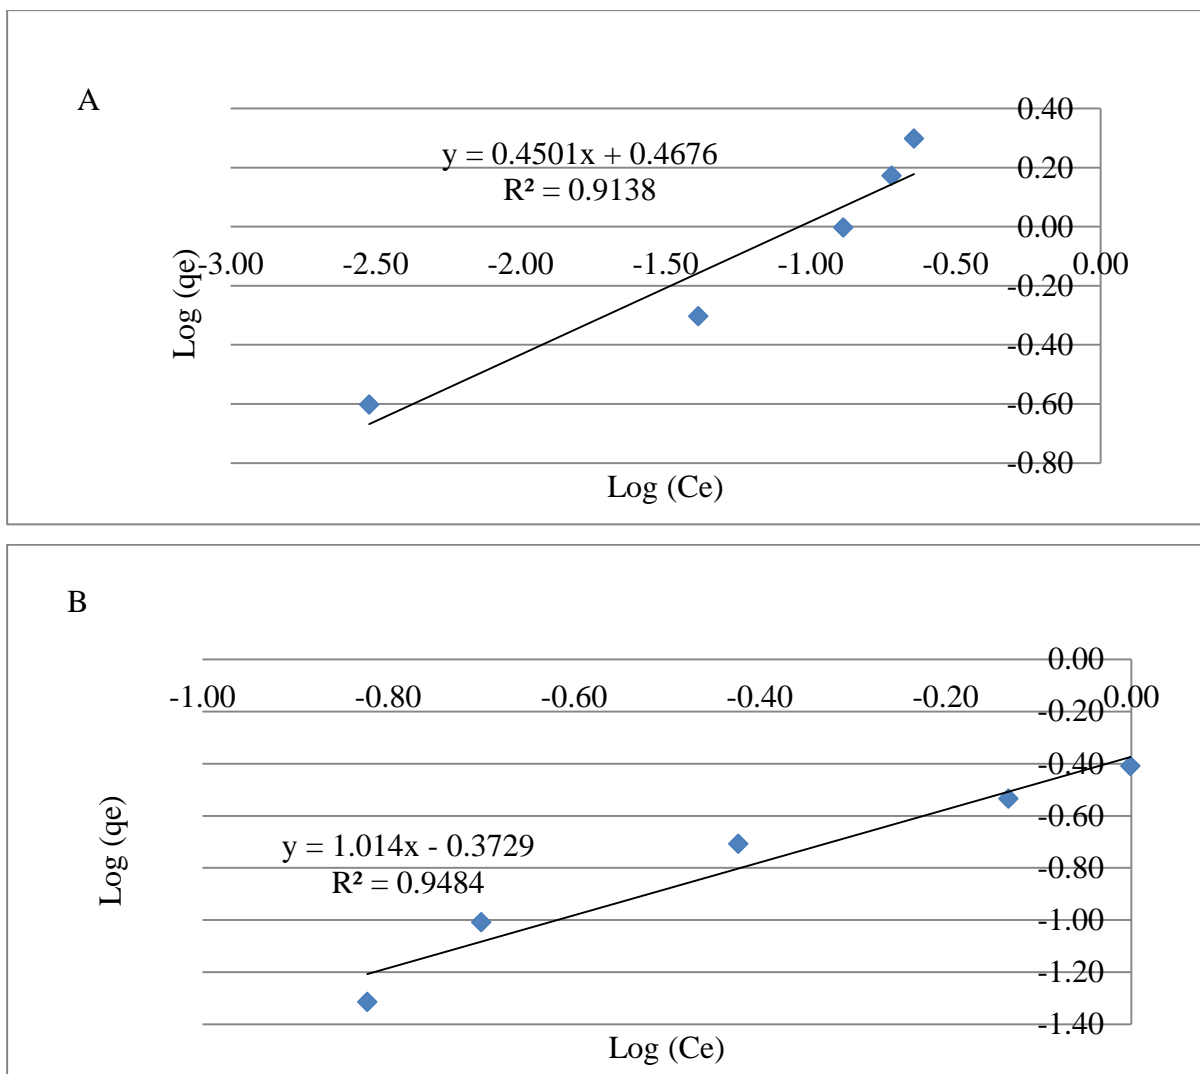 A
0.40
y = 0.4501x + 0.4676
R² = 0.9138
0.20
0.00
-3.00 -2.50 -2.00 -1.50 -1.00 -0.50 0.00
-0.20
-0.40
-0.60
-0.80
Log (qe)
Log (Ce)
B
0.00
-1.00 -0.80 -0.60 -0.40 -0.20 0.00
-0.20
-0.40
-0.60
y = 1.014x - 0.3729
R² = 0.9484
-0.80
-1.00
-1.20
-1.40
Log (qe)
Log (Ce)